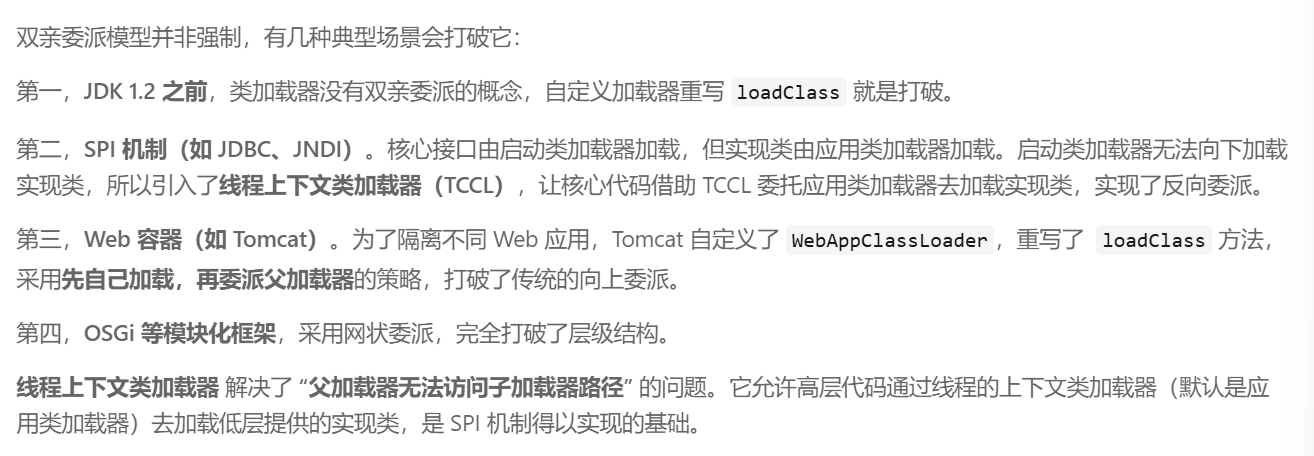 双亲委派模型并非强制，有几种典型场景会打破它：
第一，JDK 1.2 之前，类加载器没有双亲委派的概念，自定义加载器重写 loadClass 就是打破。
第二，SPI 机制（如 JDBC、JNDI）。核心接口由启动类加载器加载，但实现类由应用类加载器加载。启动类加载器无法向下加载
实现类，所以引入了线程上下文类加载器（TCCL），让核心代码借助 TCCL 委托应用类加载器去加载实现类，实现了反向委派。
第三，Web 容器（如 Tomcat）。为了隔离不同 Web 应用，Tomcat 自定义了 WebAppClassLoader，重写了 loadClass 方法，
采用先自己加载，再委派父加载器的策略，打破了传统的向上委派。
第四，OSGi 等模块化框架，采用网状委派，完全打破了层级结构。
线程上下文类加载器 解决了 “父加载器无法访问子加载器路径” 的问题。它允许高层代码通过线程的上下文类加载器（默认是应
用类加载器）去加载低层提供的实现类，是 SPI 机制得以实现的基础。